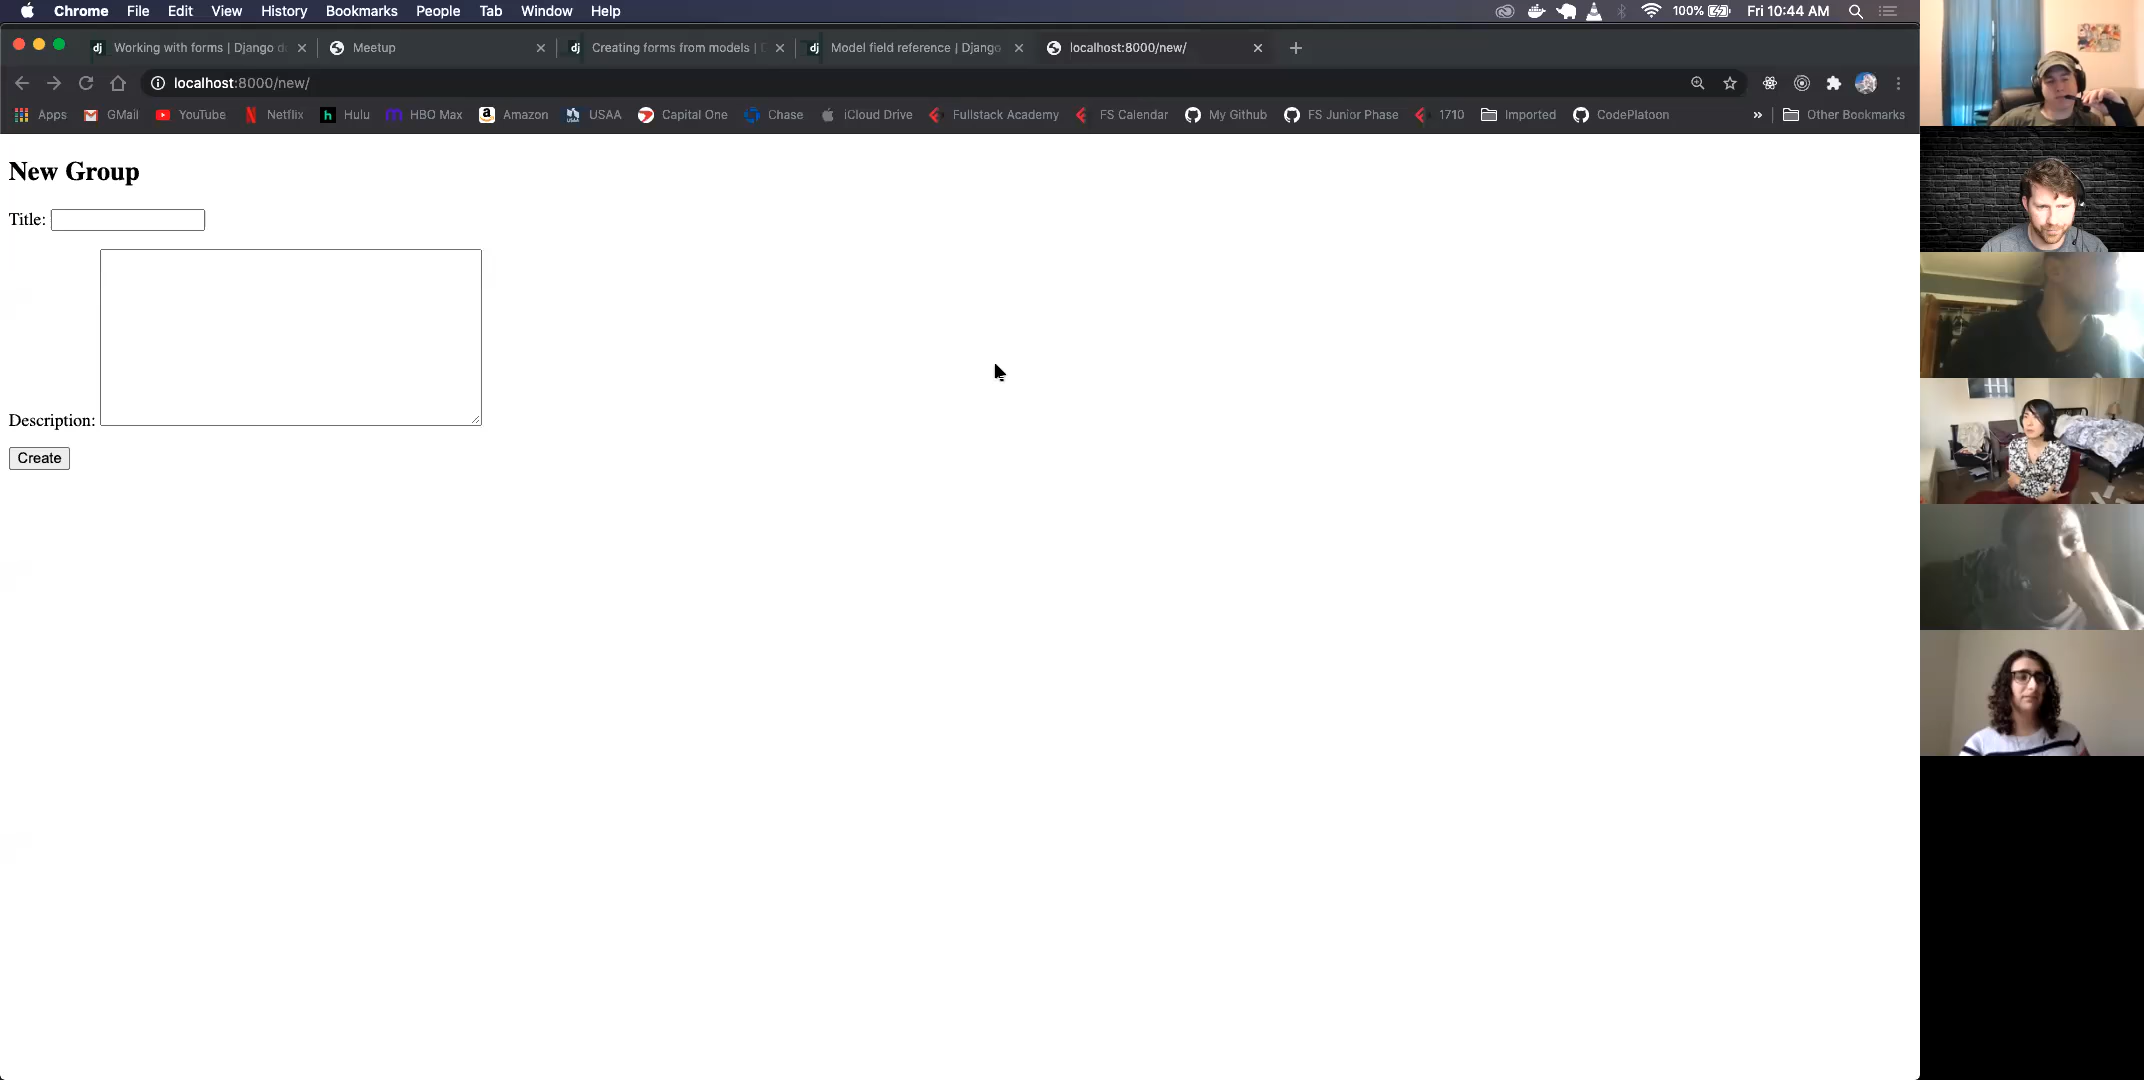 Chrome File Edit View History Bookmarks People Tab Window Help 100% Fri 10:44 AM
dj Working with forms | Django d Meetup dj Creating forms from models | D dj Model field reference | Django localhost:8000/new/
localhost:8000/new/
Apps GMail YouTube Netflix h Hulu HBO Max Amazon USAA Capital One Chase iCloud Drive Fullstack Academy FS Calendar My Github FS Junior Phase 1710 Imported CodePlatoon » Other Bookmarks
New Group
Title:
Description:
Create